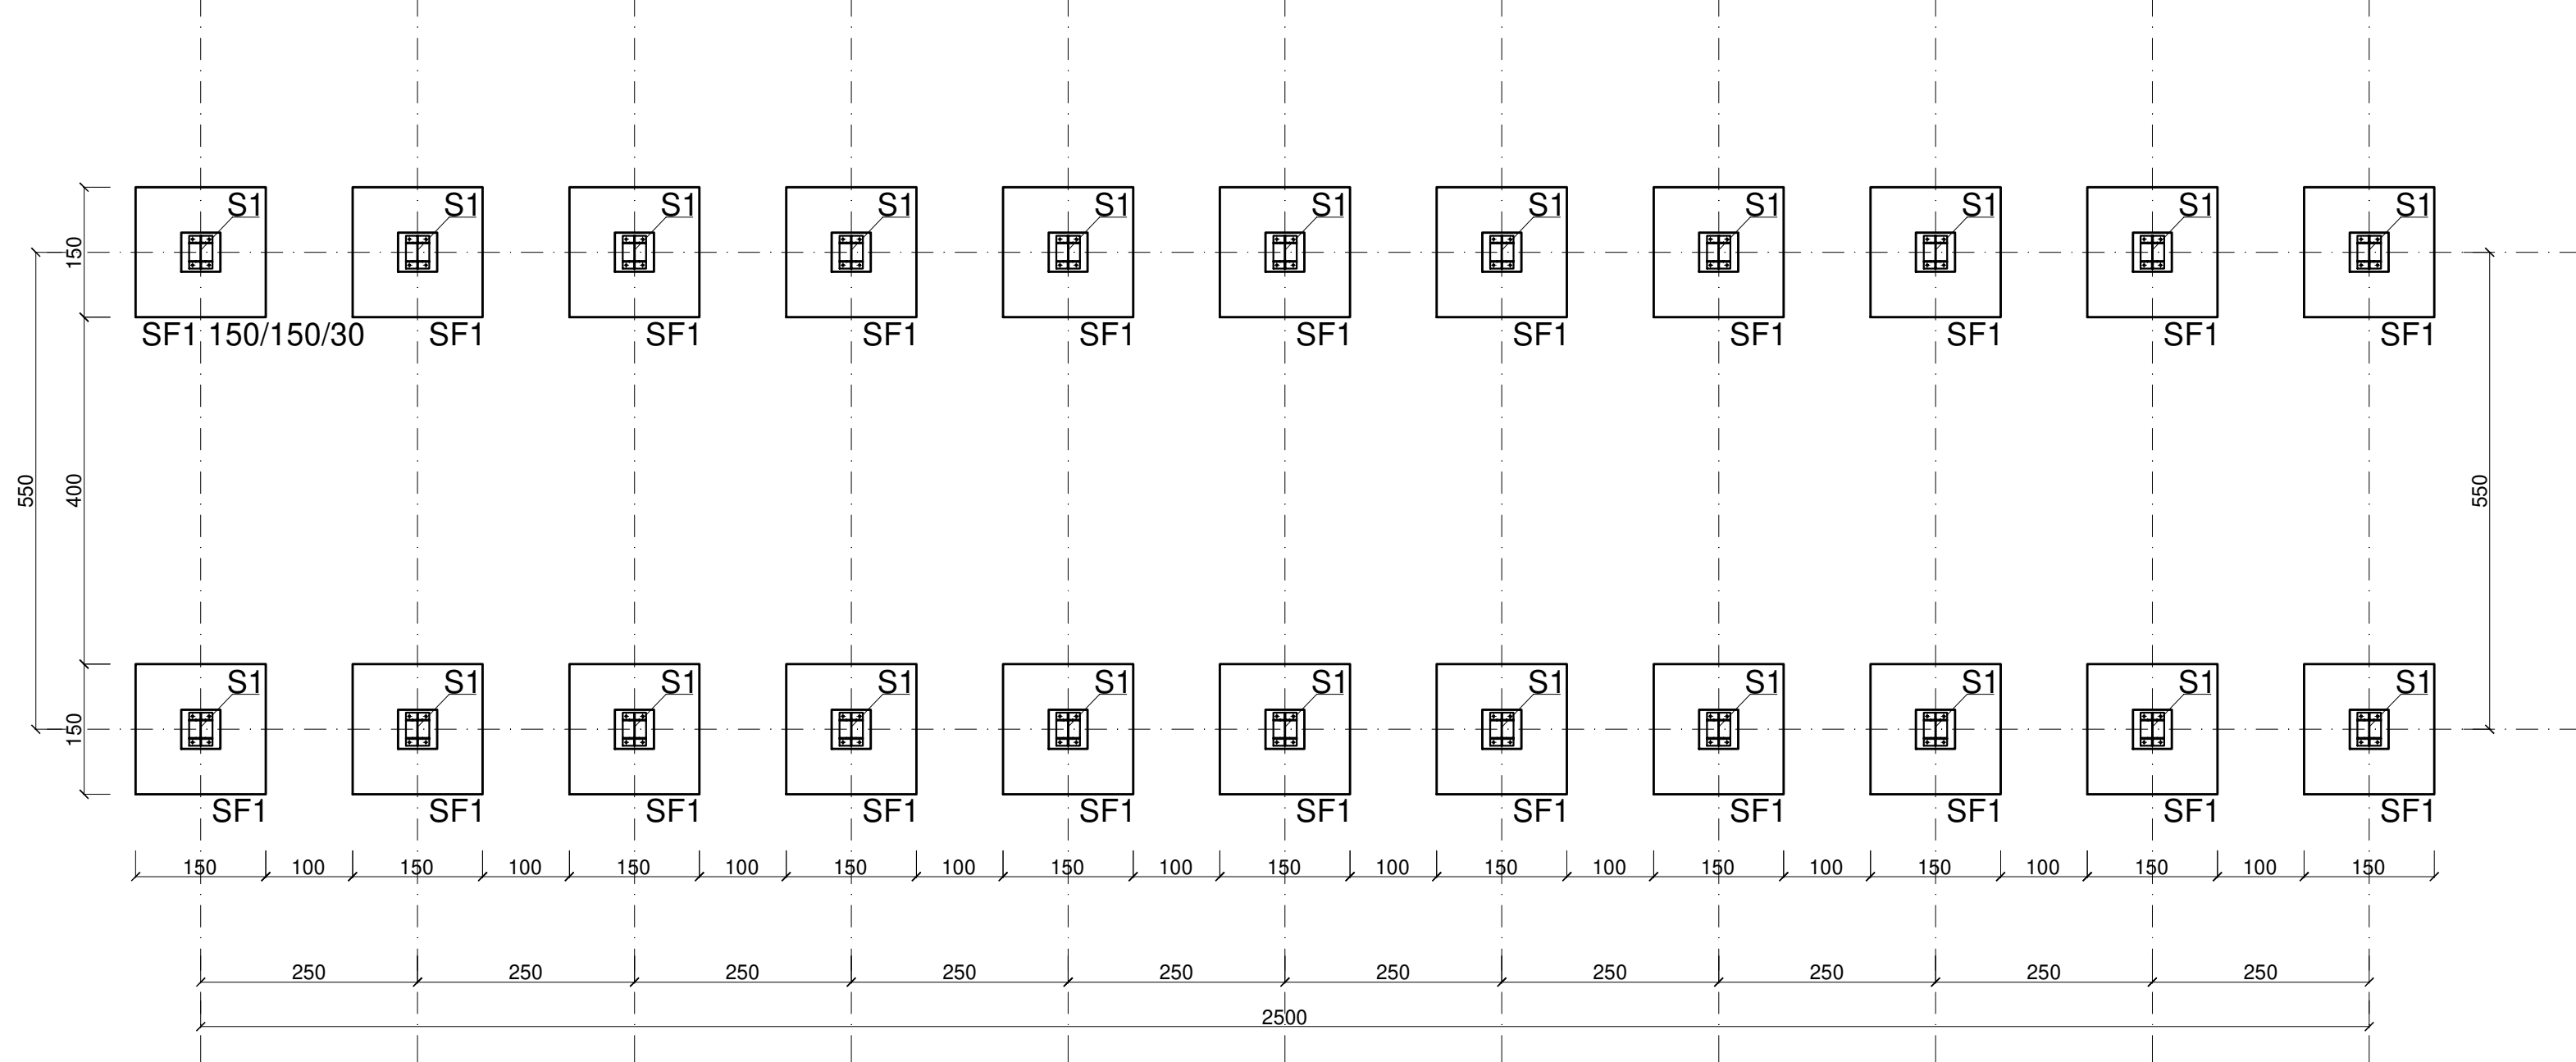 S1 S1 S1 S1 S1 S1 S1 S1 S1 S1 S1
150
SF1 150/150/30 SF1 SF1 SF1 SF1 SF1 SF1 SF1 SF1 SF1 SF1
550 400 550
S1 S1 S1 S1 S1 S1 S1 S1 S1 S1 S1
150
SF1 SF1 SF1 SF1 SF1 SF1 SF1 SF1 SF1 SF1 SF1
150 100 150 100 150 100 150 100 150 100 150 100 150 100 150 100 150 100 150 100 150
250 250 250 250 250 250 250 250 250 250
2500